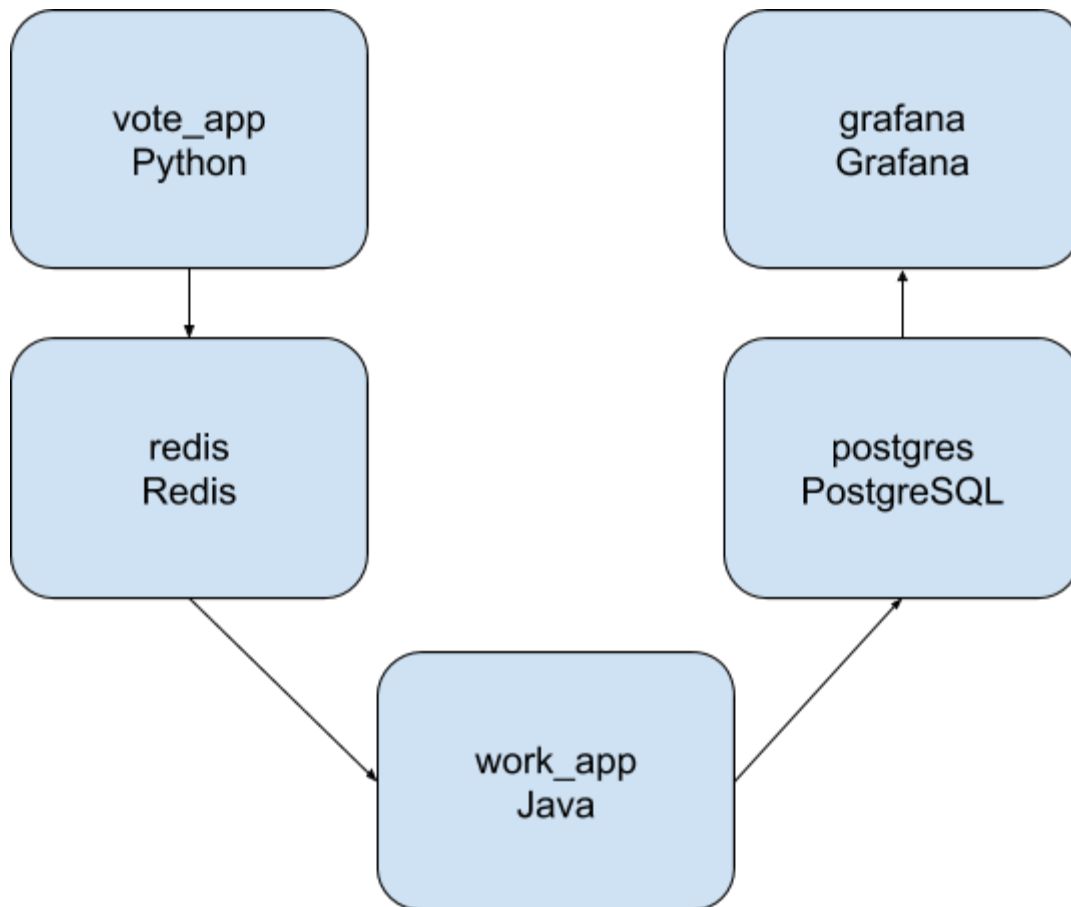 vote_app
Python
grafana
Grafana
redis
Redis
postgres
PostgreSQL
work_app
Java